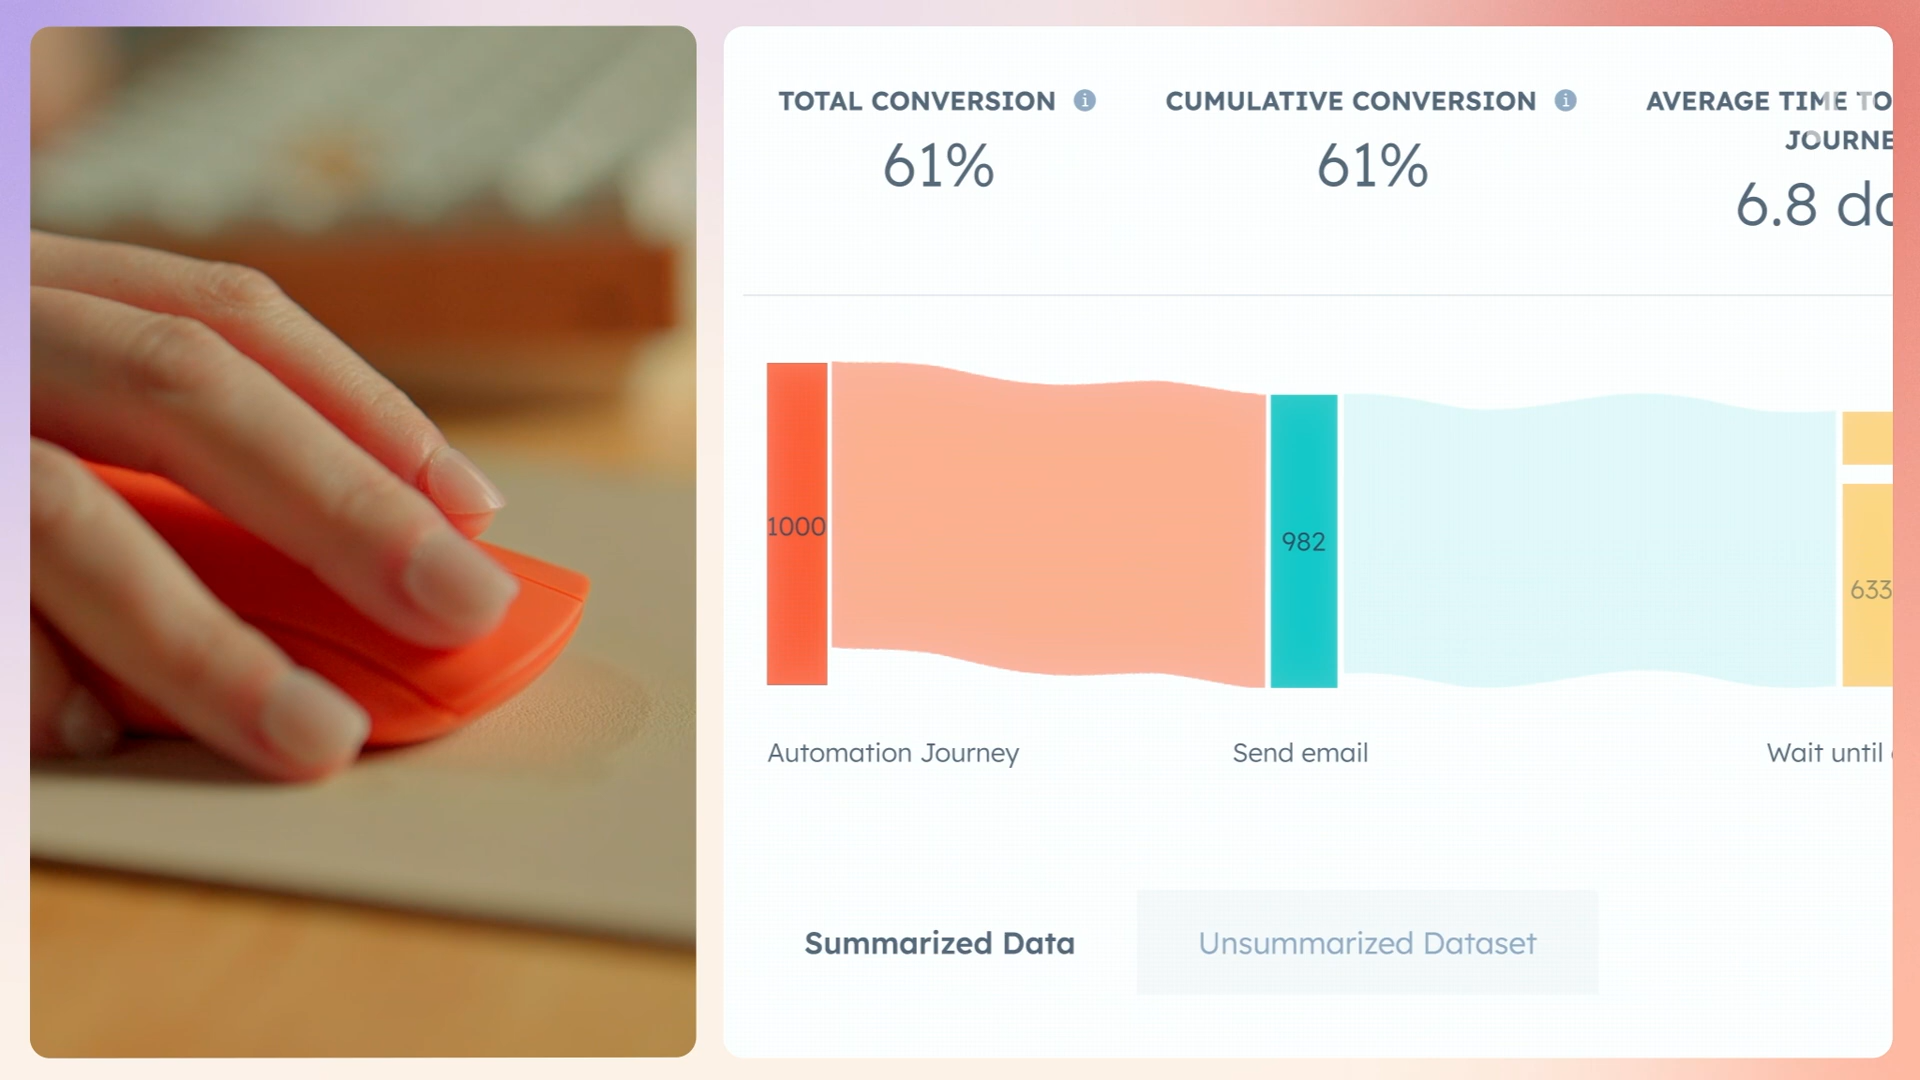 TOTAL CONVERSION
61%
CUMULATIVE CONVERSION
61%
AVERAGE TIME TO
JOURNE
6.8 da
1000
982
633
Automation Journey
Send email
Wait until
Summarized Data
Unsummarized Dataset